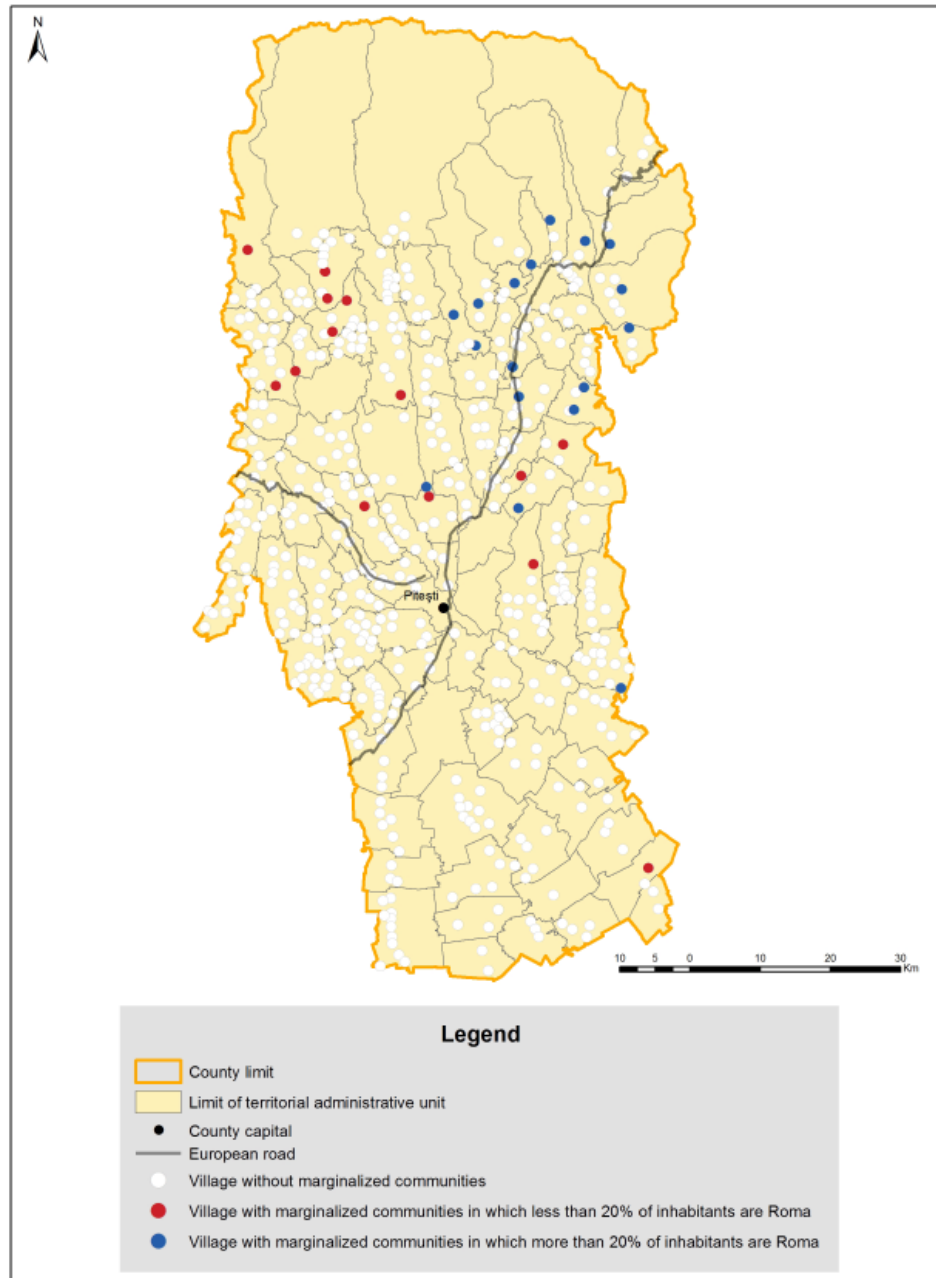 N
Pitești
10 5 0 10 20 30
Km
Legend
County limit
Limit of territorial administrative unit
County capital
European road
Village without marginalized communities
Village with marginalized communities in which less than 20% of inhabitants are Roma
Village with marginalized communities in which more than 20% of inhabitants are Roma